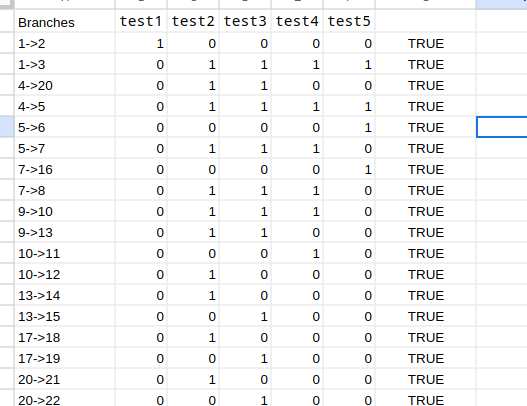 Branches test1 test2 test3 test4 test5
1->2 1 0 0 0 0 TRUE
1->3 0 1 1 1 1 TRUE
4->20 0 1 1 0 0 TRUE
4->5 0 1 1 1 1 TRUE
5->6 0 0 0 0 1 TRUE
5->7 0 1 1 1 0 TRUE
7->16 0 0 0 0 1 TRUE
7->8 0 1 1 1 0 TRUE
9->10 0 1 1 1 0 TRUE
9->13 0 1 1 0 0 TRUE
10->11 0 0 0 1 0 TRUE
10->12 0 1 0 0 0 TRUE
13->14 0 1 0 0 0 TRUE
13->15 0 0 1 0 0 TRUE
17->18 0 1 0 0 0 TRUE
17->19 0 0 1 0 0 TRUE
20->21 0 1 0 0 0 TRUE
20->22 0 0 1 0 0 TRUE